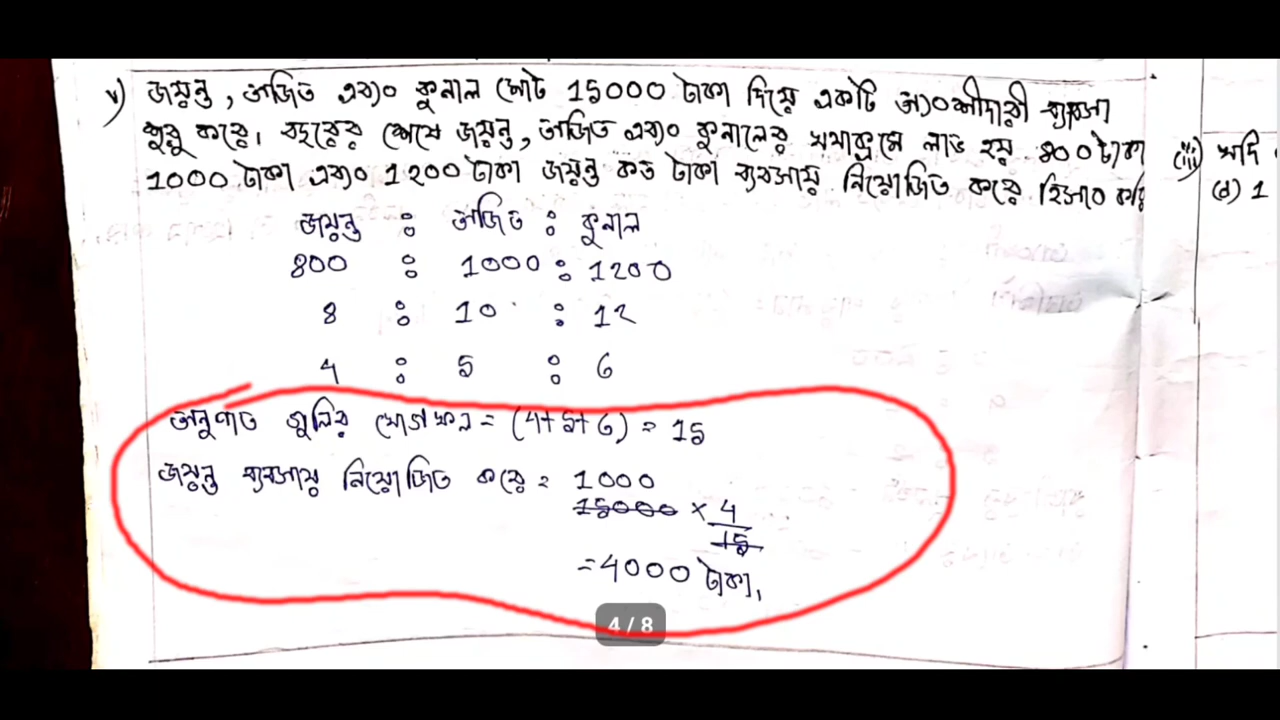 v) জয়ন্ত, অজিত এবং কুনাল মোট 15000 টাকা দিয়ে একটি অংশীদারী ব্যবসা
শুরু করে। বছরের শেষে জয়ন্ত, অজিত এবং কুনালের যথাক্রমে লাভ হয় 800 টাকা
1000 টাকা এবং 1200 টাকা জয়ন্ত কত টাকা ব্যবসায় নিয়োজিত করে হিসাব করি
জয়ন্ত : অজিত : কুনাল
800 : 1000 : 1200
8 : 10 : 12
4 : 5 : 6
অনুপাত গুলির যোগফল = (4+5+6) = 15
জয়ন্ত ব্যবসায় নিয়োজিত করে = 1000
15000 × 4
15
= 4000 টাকা,
4 / 8
(iii) যদি
(a) 1